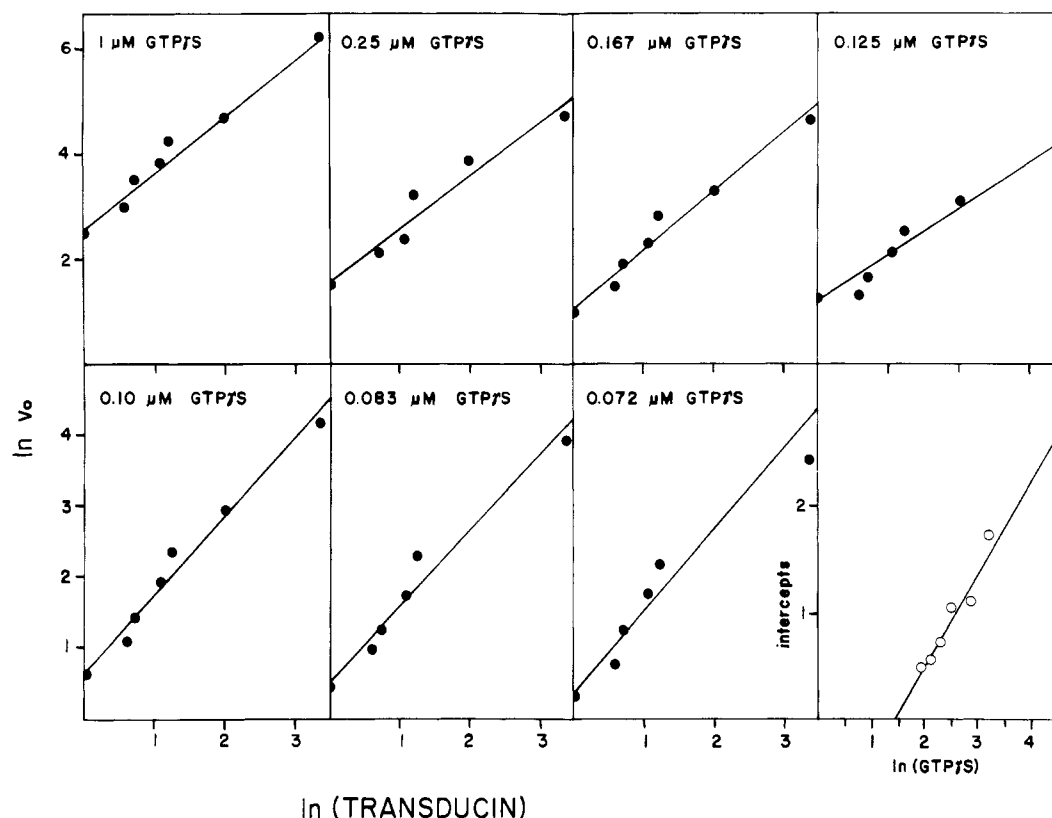 1 μM GTPγS
0.25 μM GTPγS
0.167 μM GTPγS
0.125 μM GTPγS
6
4
2
0.10 μM GTPγS
0.083 μM GTPγS
0.072 μM GTPγS
ln vo
4
3
2
1
intercepts
2
1
1 2 3
1 2 3
1 2 3
1 2 3 4
ln (GTPγS)
ln (TRANSDUCIN)